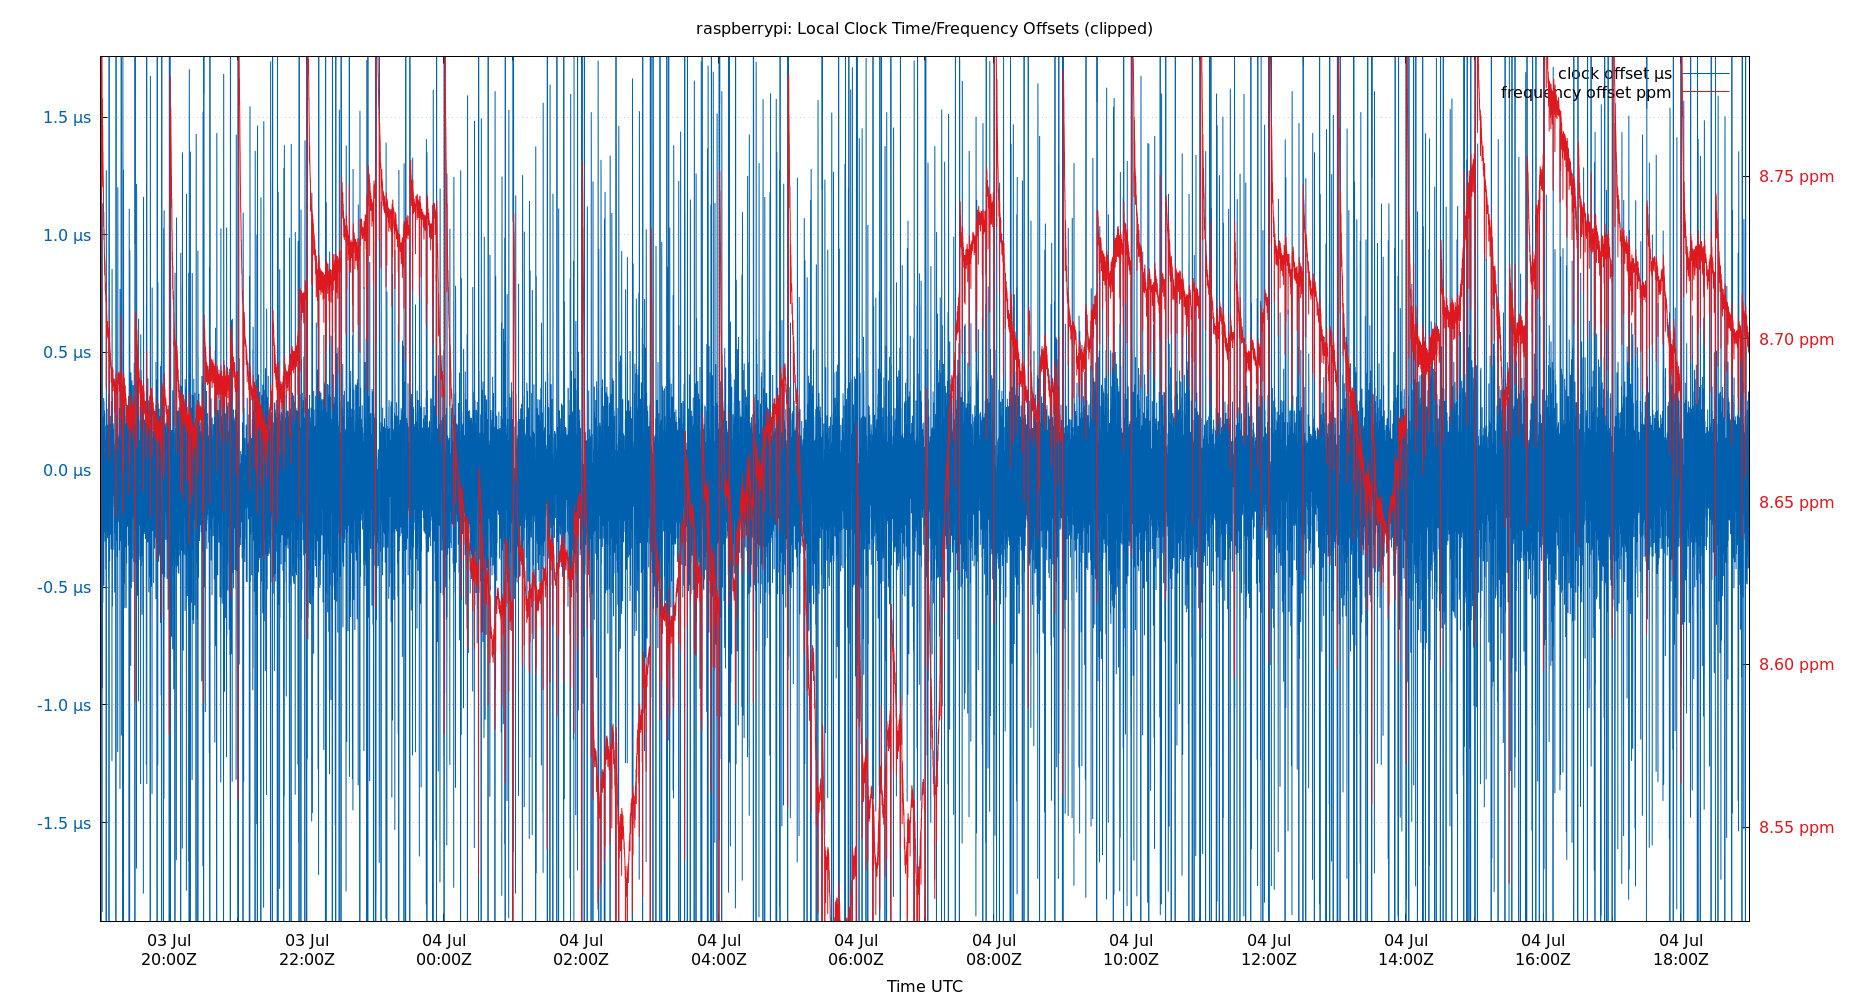 raspberrypi: Local Clock Time/Frequency Offsets (clipped)
clock offset µs
frequency offset ppm
1.5 µs
1.0 µs
0.5 µs
0.0 µs
-0.5 µs
-1.0 µs
-1.5 µs
8.75 ppm
8.70 ppm
8.65 ppm
8.60 ppm
8.55 ppm
03 Jul 03 Jul 04 Jul 04 Jul 04 Jul 04 Jul 04 Jul 04 Jul 04 Jul 04 Jul 04 Jul 04 Jul
20:00Z 22:00Z 00:00Z 02:00Z 04:00Z 06:00Z 08:00Z 10:00Z 12:00Z 14:00Z 16:00Z 18:00Z
Time UTC